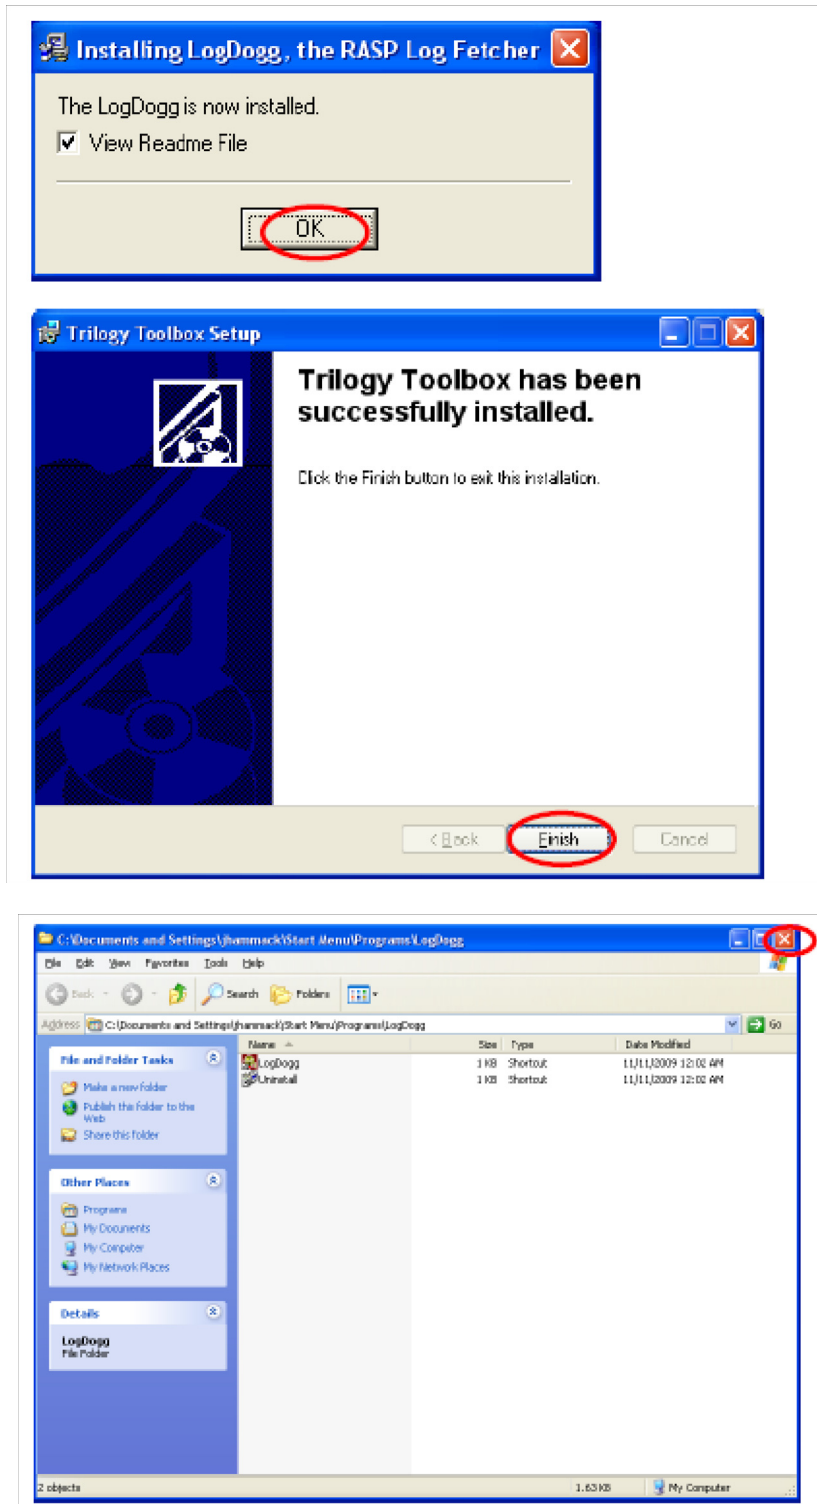 Installing LogDogg, the RASP Log Fetcher
The LogDogg is now installed.
View Readme File
OK
Trilogy Toolbox Setup
Trilogy Toolbox has been
successfully installed.
Click the Finish button to exit this installation.
< Back
Finish
Cancel
C:\Documents and Settings\jhammack\Start Menu\Programs\LogDogg
File Edit View Favorites Tools Help
Back Search Folders
Address C:\Documents and Settings\jhammack\Start Menu\Programs\LogDogg Go
Name Size Type Date Modified
File and Folder Tasks
LogDogg 1 KB Shortcut 11/11/2009 12:02 AM
Uninstall 1 KB Shortcut 11/11/2009 12:02 AM
Make a new folder
Publish this folder to the
Web
Share this folder
Other Places
Programs
My Documents
My Computer
My Network Places
Details
LogDogg
File Folder
2 objects 1.63 KB My Computer